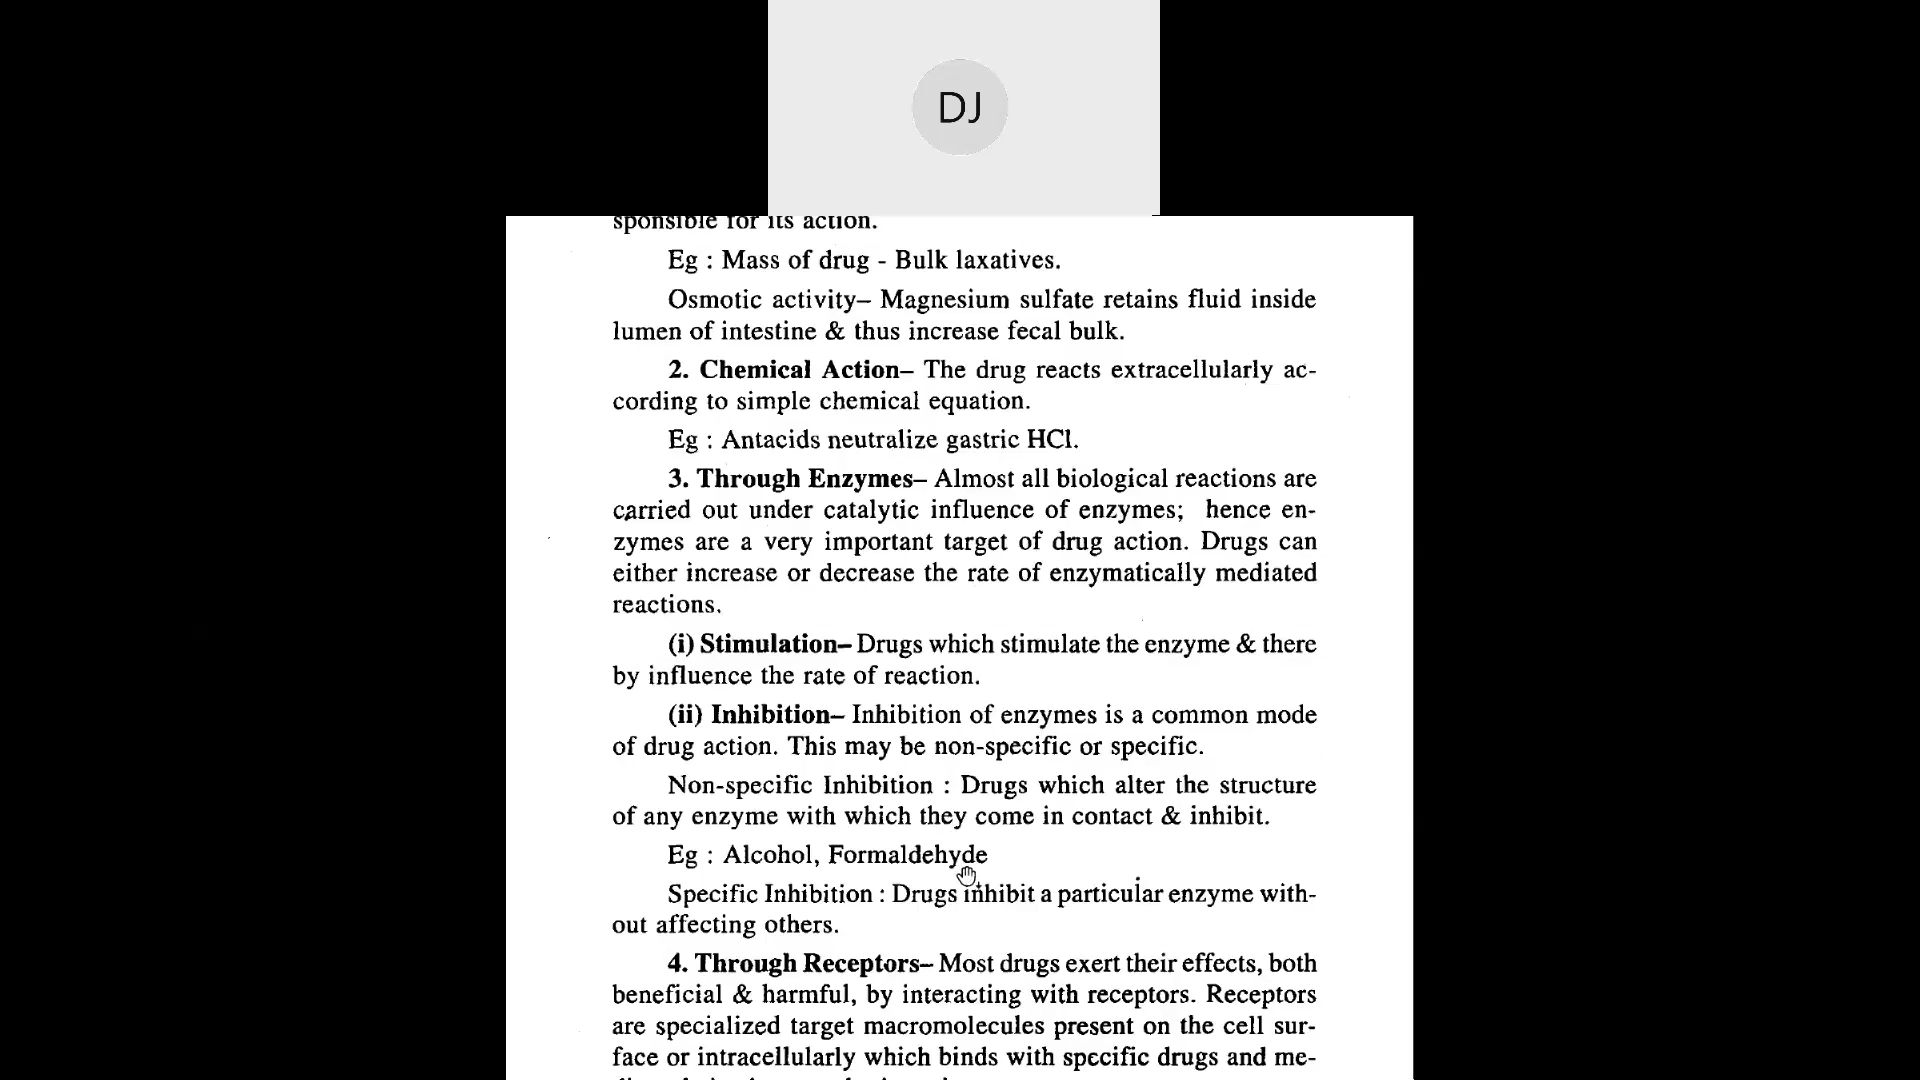 DJ
sponsible for its action.
Eg : Mass of drug - Bulk laxatives.
Osmotic activity– Magnesium sulfate retains fluid inside
lumen of intestine & thus increase fecal bulk.
2. Chemical Action– The drug reacts extracellularly ac-
cording to simple chemical equation.
Eg : Antacids neutralize gastric HCl.
3. Through Enzymes– Almost all biological reactions are
carried out under catalytic influence of enzymes; hence en-
zymes are a very important target of drug action. Drugs can
either increase or decrease the rate of enzymatically mediated
reactions.
(i) Stimulation– Drugs which stimulate the enzyme & there
by influence the rate of reaction.
(ii) Inhibition– Inhibition of enzymes is a common mode
of drug action. This may be non-specific or specific.
Non-specific Inhibition : Drugs which alter the structure
of any enzyme with which they come in contact & inhibit.
Eg : Alcohol, Formaldehyde
Specific Inhibition : Drugs inhibit a particular enzyme with-
out affecting others.
4. Through Receptors– Most drugs exert their effects, both
beneficial & harmful, by interacting with receptors. Receptors
are specialized target macromolecules present on the cell sur-
face or intracellularly which binds with specific drugs and me-